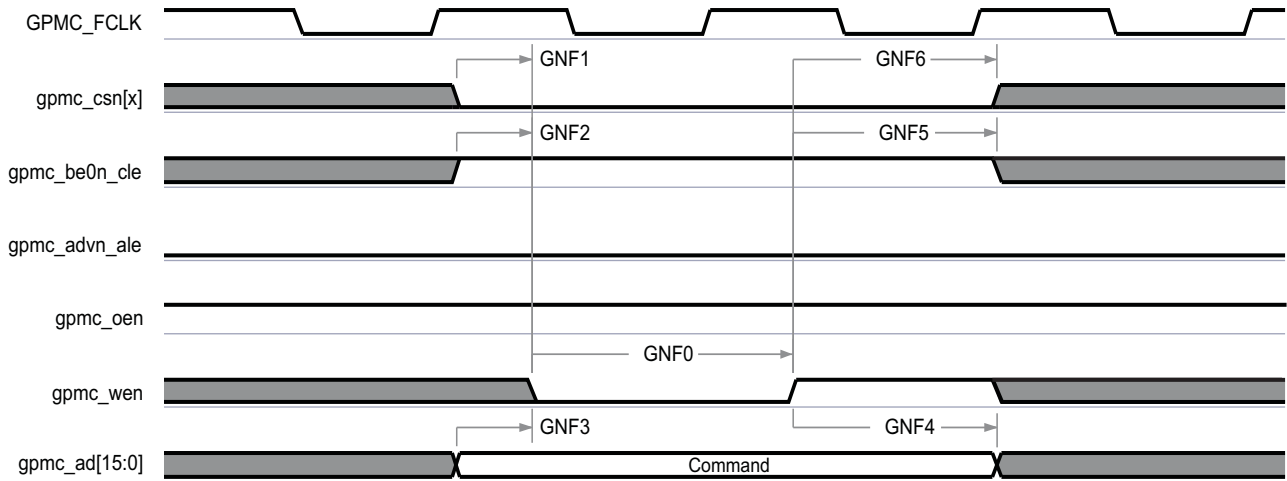 GPMC_FCLK
GNF1
GNF6
gpmc_csn[x]
GNF2
GNF5
gpmc_be0n_cle
gpmc_advn_ale
gpmc_oen
GNF0
gpmc_wen
GNF3
GNF4
gpmc_ad[15:0]
Command